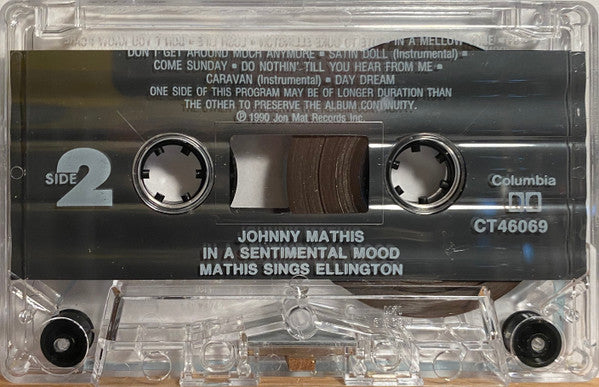 IN A MELLOW
DON'T GET AROUND MUCH ANYMORE • SATIN DOLL (Instrumental) •
COME SUNDAY • DO NOTHIN' TILL YOU HEAR FROM ME •
CARAVAN (Instrumental) • DAY DREAM
ONE SIDE OF THIS PROGRAM MAY BE OF LONGER DURATION THAN
THE OTHER TO PRESERVE THE ALBUM CONTINUITY.
℗ 1990 Jon Mat Records Inc.
SIDE 2
Columbia
CT46069
JOHNNY MATHIS
IN A SENTIMENTAL MOOD
MATHIS SINGS ELLINGTON